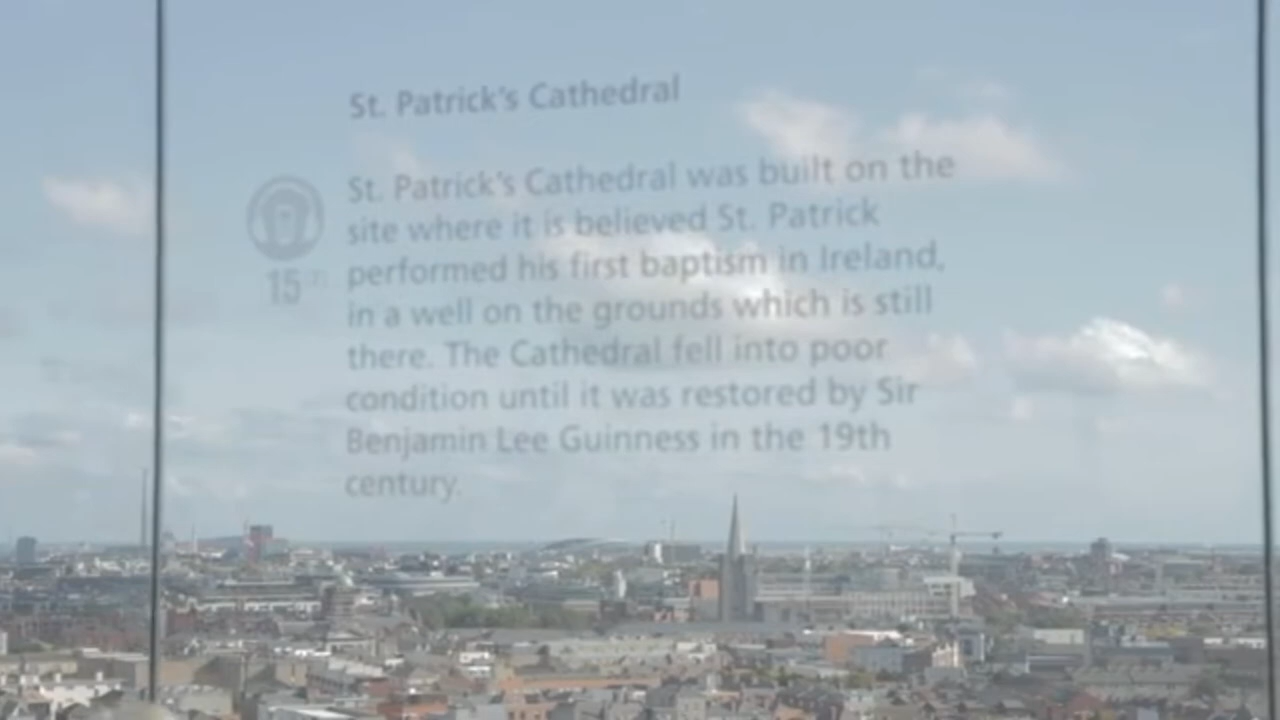 St. Patrick's Cathedral
St. Patrick's Cathedral was built on the
site where it is believed St. Patrick
performed his first baptism in Ireland,
in a well on the grounds which is still
there. The Cathedral fell into poor
condition until it was restored by Sir
Benjamin Lee Guinness in the 19th
century.
15